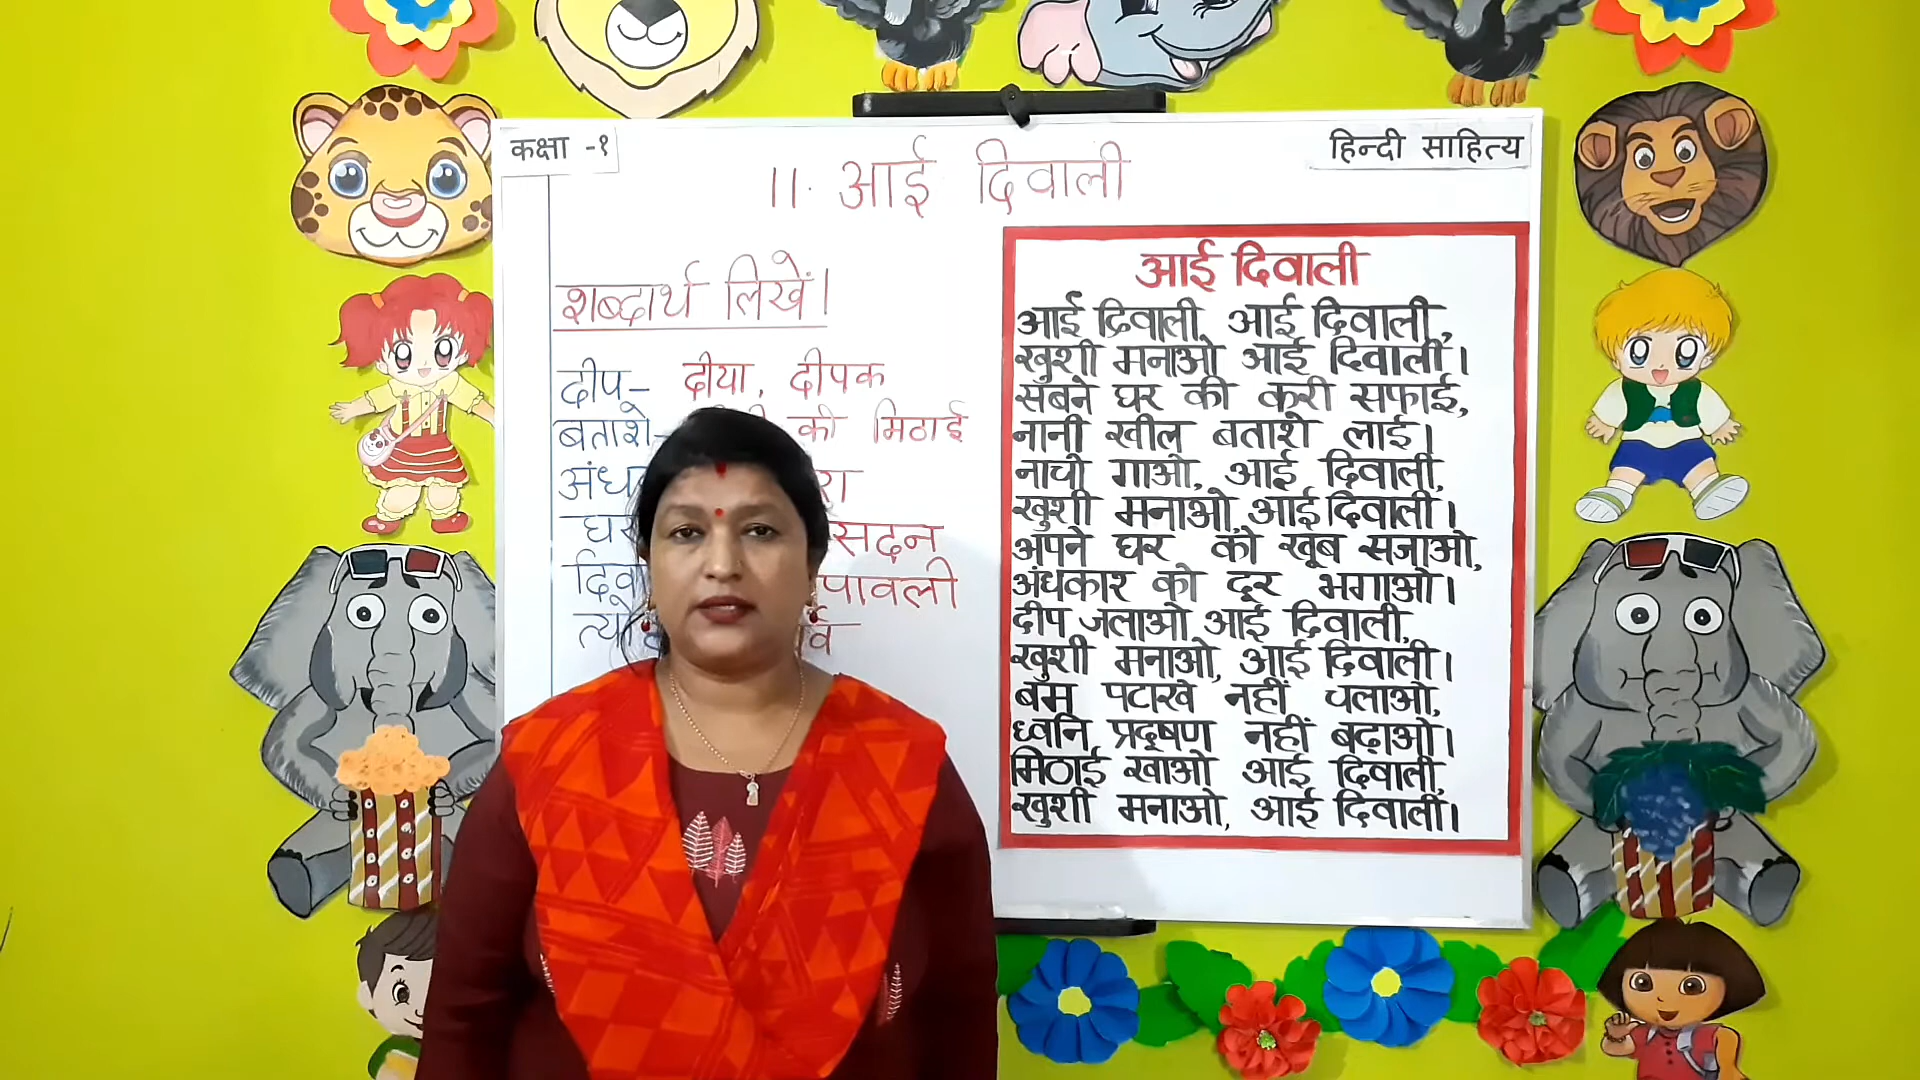 कक्षा -१
हिन्दी साहित्य
11. आई दिवाली
शब्दार्थ लिखें।
दीप- दीया, दीपक
बताशे- की मिठाई
सदन
त्यो
आई दिवाली
आई दिवाली, आई दिवाली,
खुशी मनाओ आई दिवाली।
सबने घर की करी सफाई,
नानी खील बताशे लाई।
नाचो गाओ, आई दिवाली,
खुशी मनाओ, आई दिवाली।
अपने घर को खूब सजाओ,
अंधकार को दूर भगाओ।
दीप जलाओ आई दिवाली,
खुशी मनाओ, आई दिवाली।
बम पटाखे नहीं चलाओ,
ध्वनि प्रदूषण नहीं बढ़ाओ।
मिठाई खाओ आई दिवाली,
खुशी मनाओ, आई दिवाली।